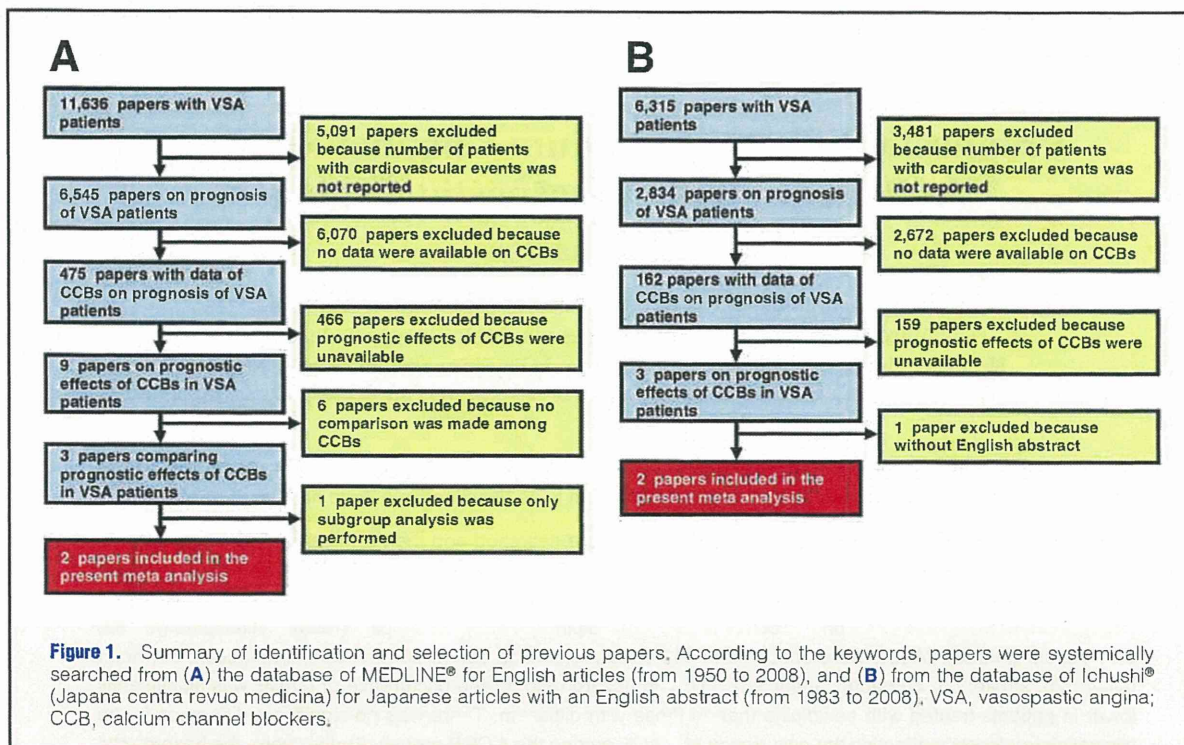 A
11,636 papers with VSA
patients
5,091 papers excluded
because number of patients
with cardiovascular events was
not reported
6,545 papers on prognosis
of VSA patients
6,070 papers excluded because
no data were available on CCBs
475 papers with data of
CCBs on prognosis of VSA
patients
466 papers excluded because
prognostic effects of CCBs were
unavailable
9 papers on prognostic
effects of CCBs in VSA
patients
6 papers excluded because no
comparison was made among
CCBs
3 papers comparing
prognostic effects of CCBs
in VSA patients
1 paper excluded because only
subgroup analysis was
performed
2 papers included in the
present meta analysis
B
6,315 papers with VSA
patients
3,481 papers excluded
because number of patients
with cardiovascular events was
not reported
2,834 papers on prognosis
of VSA patients
2,672 papers excluded because
no data were available on CCBs
162 papers with data of
CCBs on prognosis of VSA
patients
159 papers excluded because
prognostic effects of CCBs were
unavailable
3 papers on prognostic
effects of CCBs in VSA
patients
1 paper excluded because
without English abstract
2 papers included in the
present meta analysis
Figure 1. Summary of identification and selection of previous papers. According to the keywords, papers were systemically
searched from (A) the database of MEDLINE® for English articles (from 1950 to 2008), and (B) from the database of Ichushi®
(Japana centra revuo medicina) for Japanese articles with an English abstract (from 1983 to 2008), VSA, vasospastic angina;
CCB, calcium channel blockers.